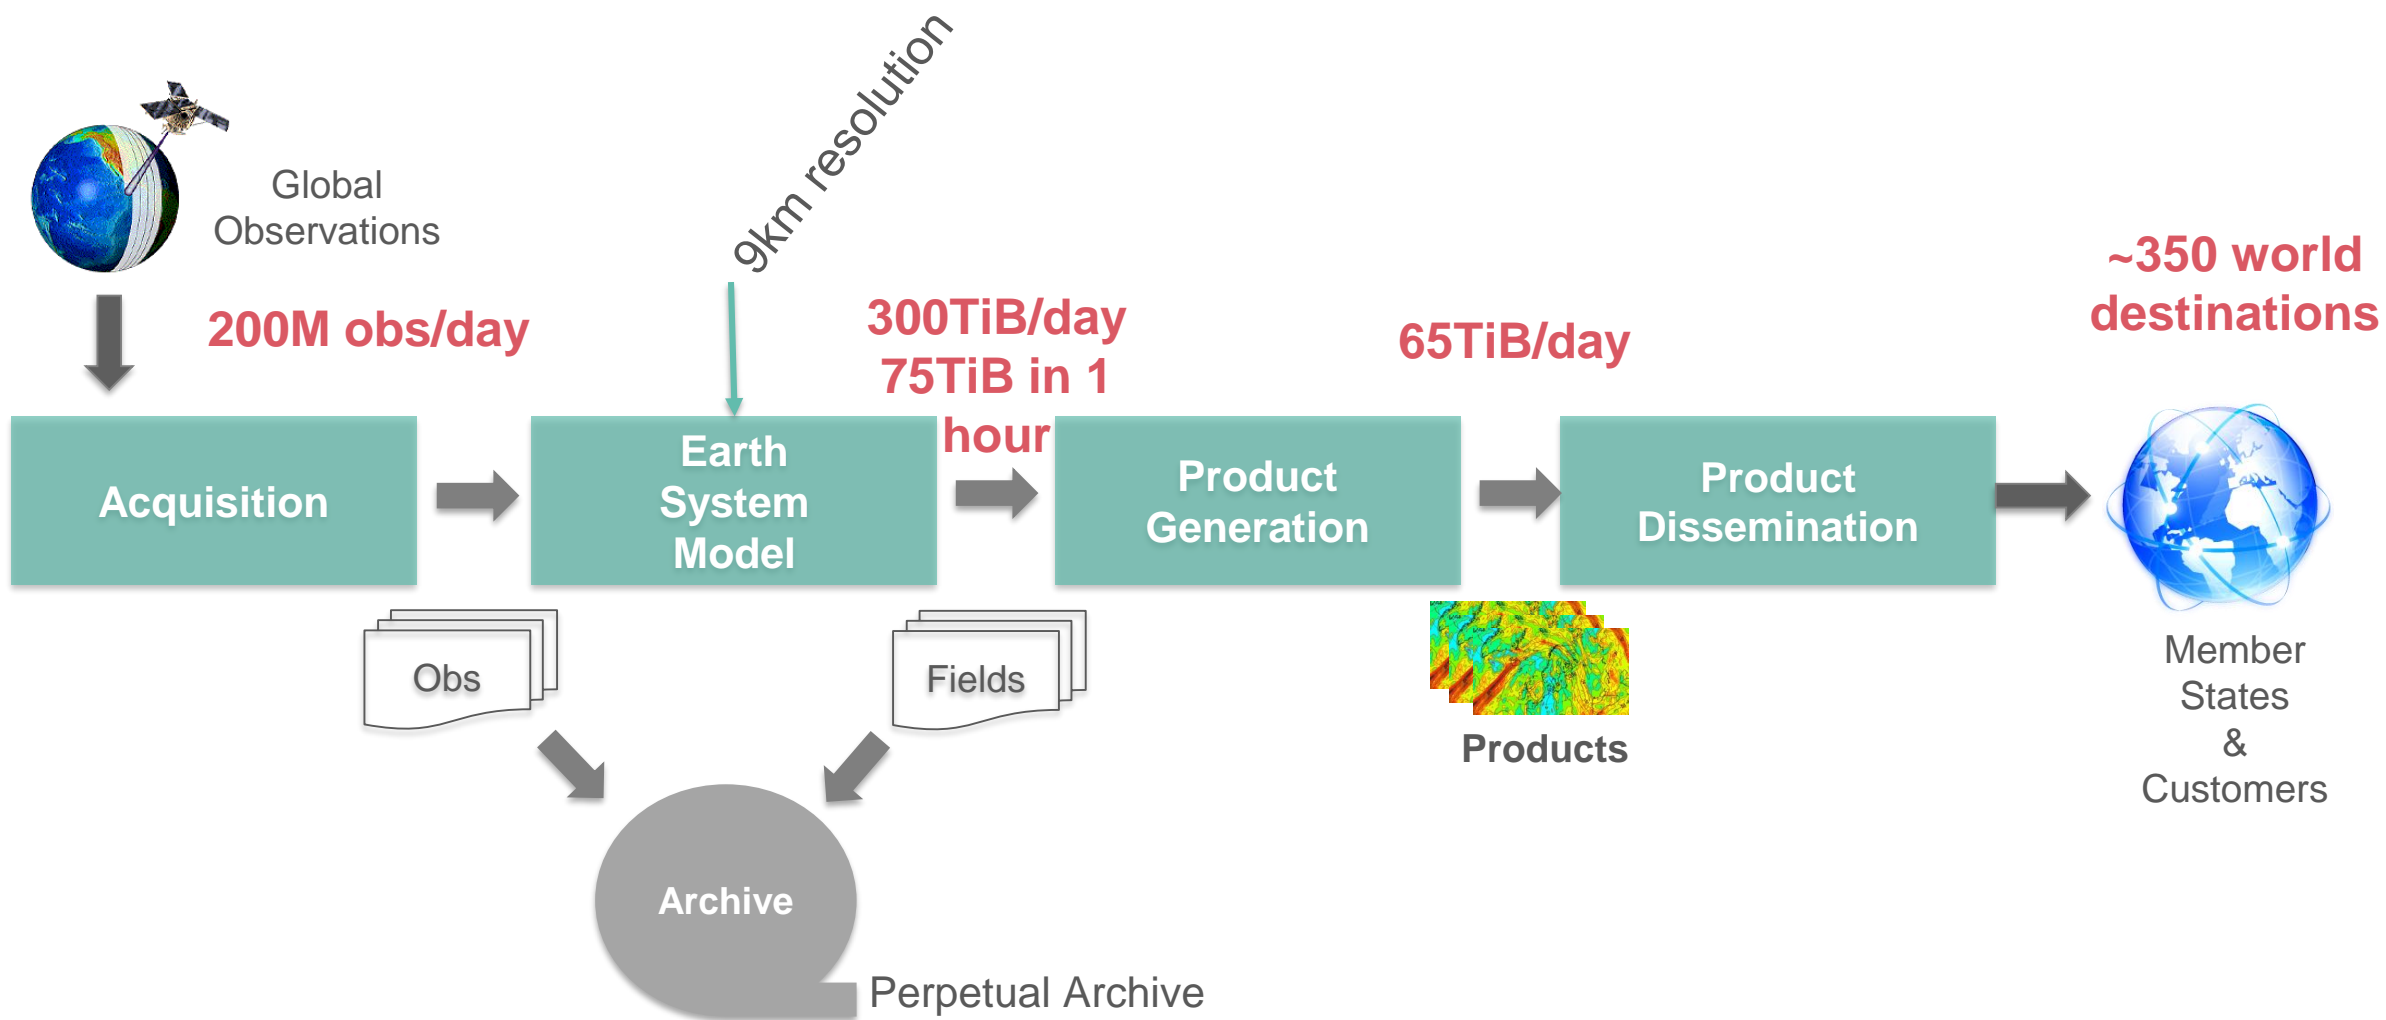 9km resolution
Global
Observations
200M obs/day
300TiB/day
75TiB in 1
hour
65TiB/day
~350 world
destinations
Acquisition
Earth
System
Model
Product
Generation
Product
Dissemination
Obs
Fields
Products
Member
States
&
Customers
Archive
Perpetual Archive